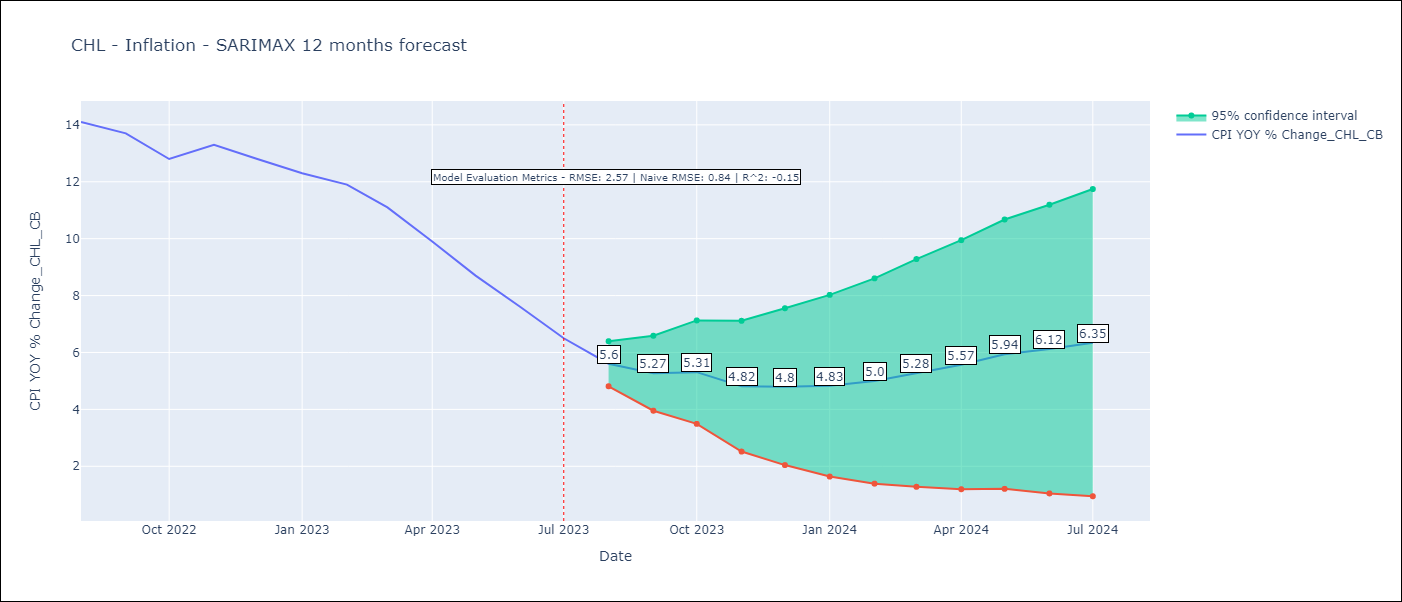 CHL - Inflation - SARIMAX 12 months forecast
95% confidence interval
CPI YOY % Change_CHL_CB
Model Evaluation Metrics - RMSE: 2.57 | Naive RMSE: 0.84 | R^2: -0.15
CPI YOY % Change_CHL_CB
14
12
10
8
6
4
2
5.6
5.27
5.31
4.82
4.8
4.83
5.0
5.28
5.57
5.94
6.12
6.35
Oct 2022
Jan 2023
Apr 2023
Jul 2023
Oct 2023
Jan 2024
Apr 2024
Jul 2024
Date